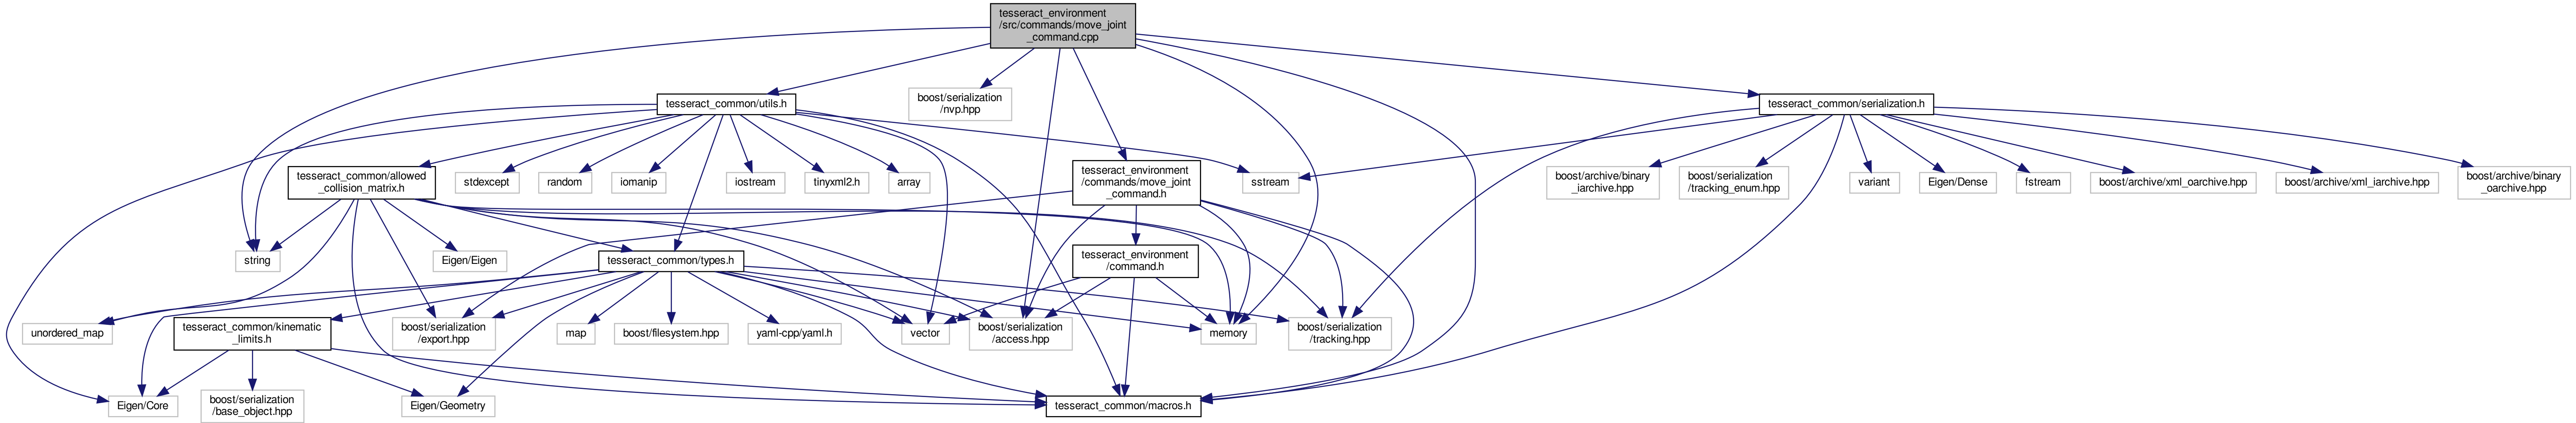 tesseract_environment
/src/commands/move_joint
_command.cpp
tesseract_common/utils.h
boost/serialization
/nvp.hpp
tesseract_common/serialization.h
tesseract_common/allowed
_collision_matrix.h
stdexcept
random
iomanip
iostream
tinyxml2.h
array
tesseract_environment
/commands/move_joint
_command.h
sstream
boost/archive/binary
_iarchive.hpp
boost/serialization
/tracking_enum.hpp
variant
Eigen/Dense
fstream
boost/archive/xml_oarchive.hpp
boost/archive/xml_iarchive.hpp
boost/archive/binary
_oarchive.hpp
string
Eigen/Eigen
tesseract_common/types.h
tesseract_environment
/command.h
unordered_map
tesseract_common/kinematic
_limits.h
boost/serialization
/export.hpp
map
boost/filesystem.hpp
yaml-cpp/yaml.h
vector
boost/serialization
/access.hpp
memory
boost/serialization
/tracking.hpp
Eigen/Core
boost/serialization
/base_object.hpp
Eigen/Geometry
tesseract_common/macros.h